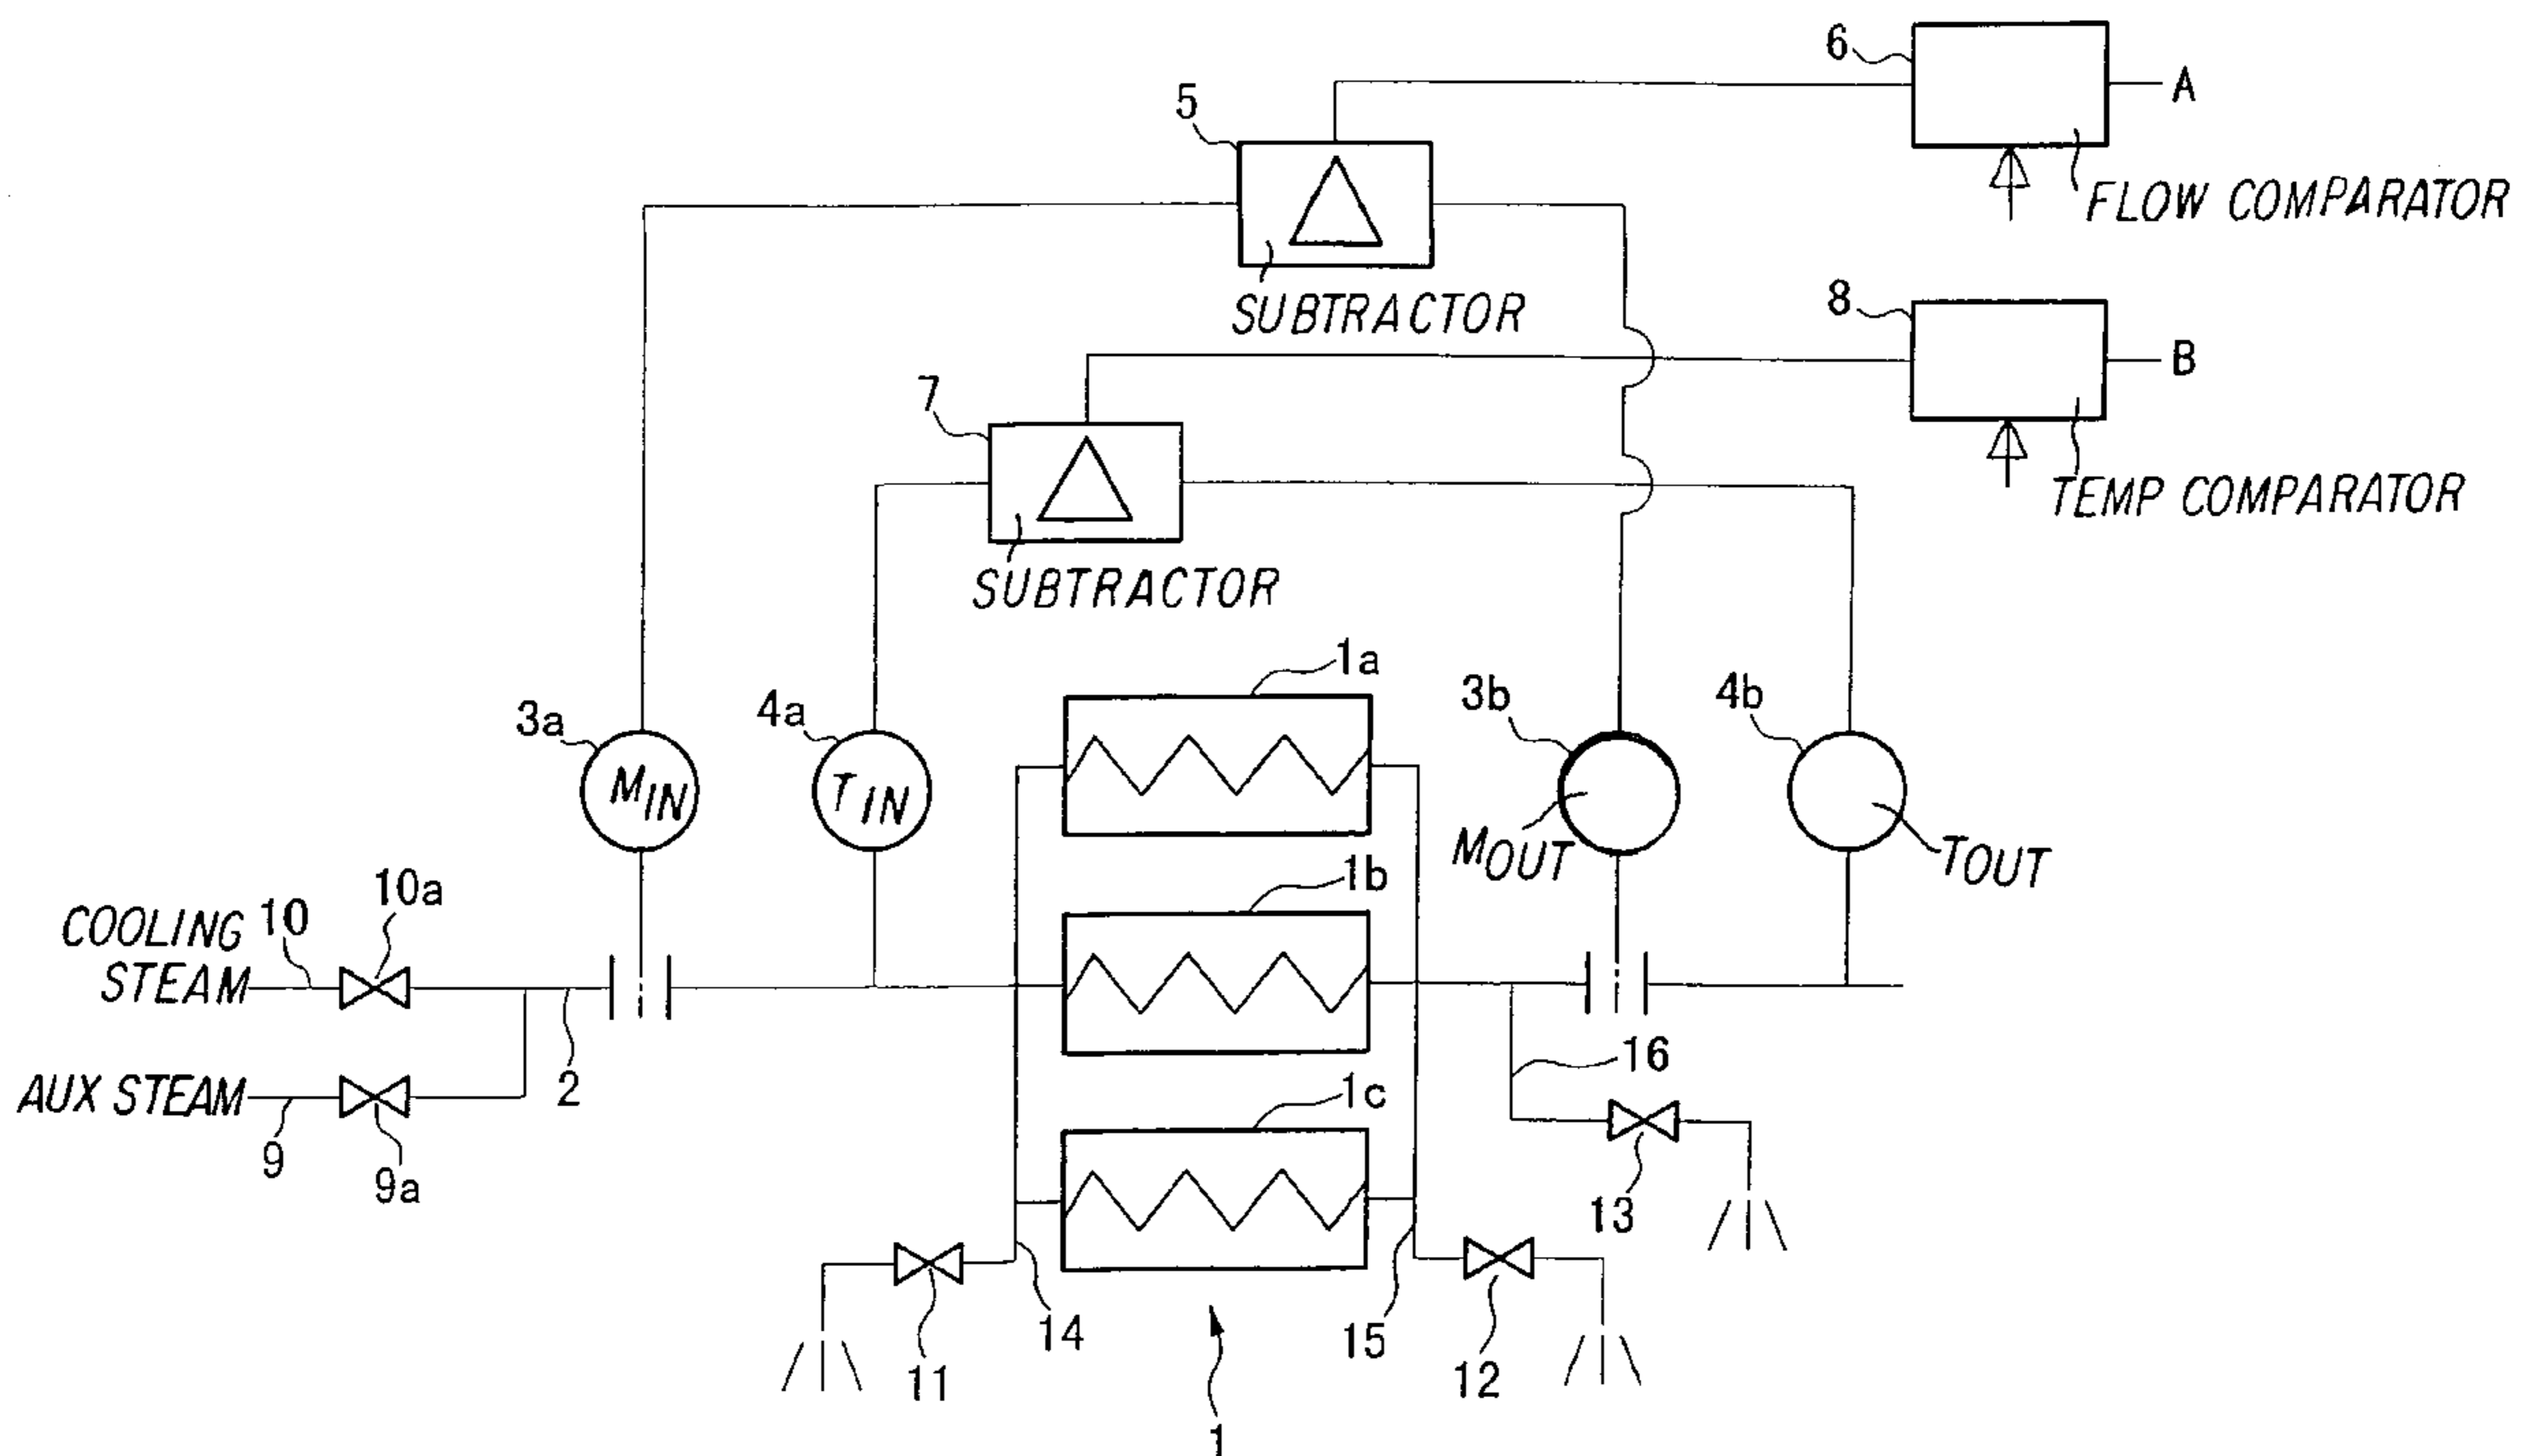 6
A
5
FLOW COMPARATOR
SUBTRACTOR
8
B
7
TEMP COMPARATOR
SUBTRACTOR
1a
3a
4a
3b
4b
MIN
TIN
MOUT
TOUT
1b
10a
COOLING 10
STEAM
16
AUX STEAM
2
1c
9
9a
13
14
15
11
12
1